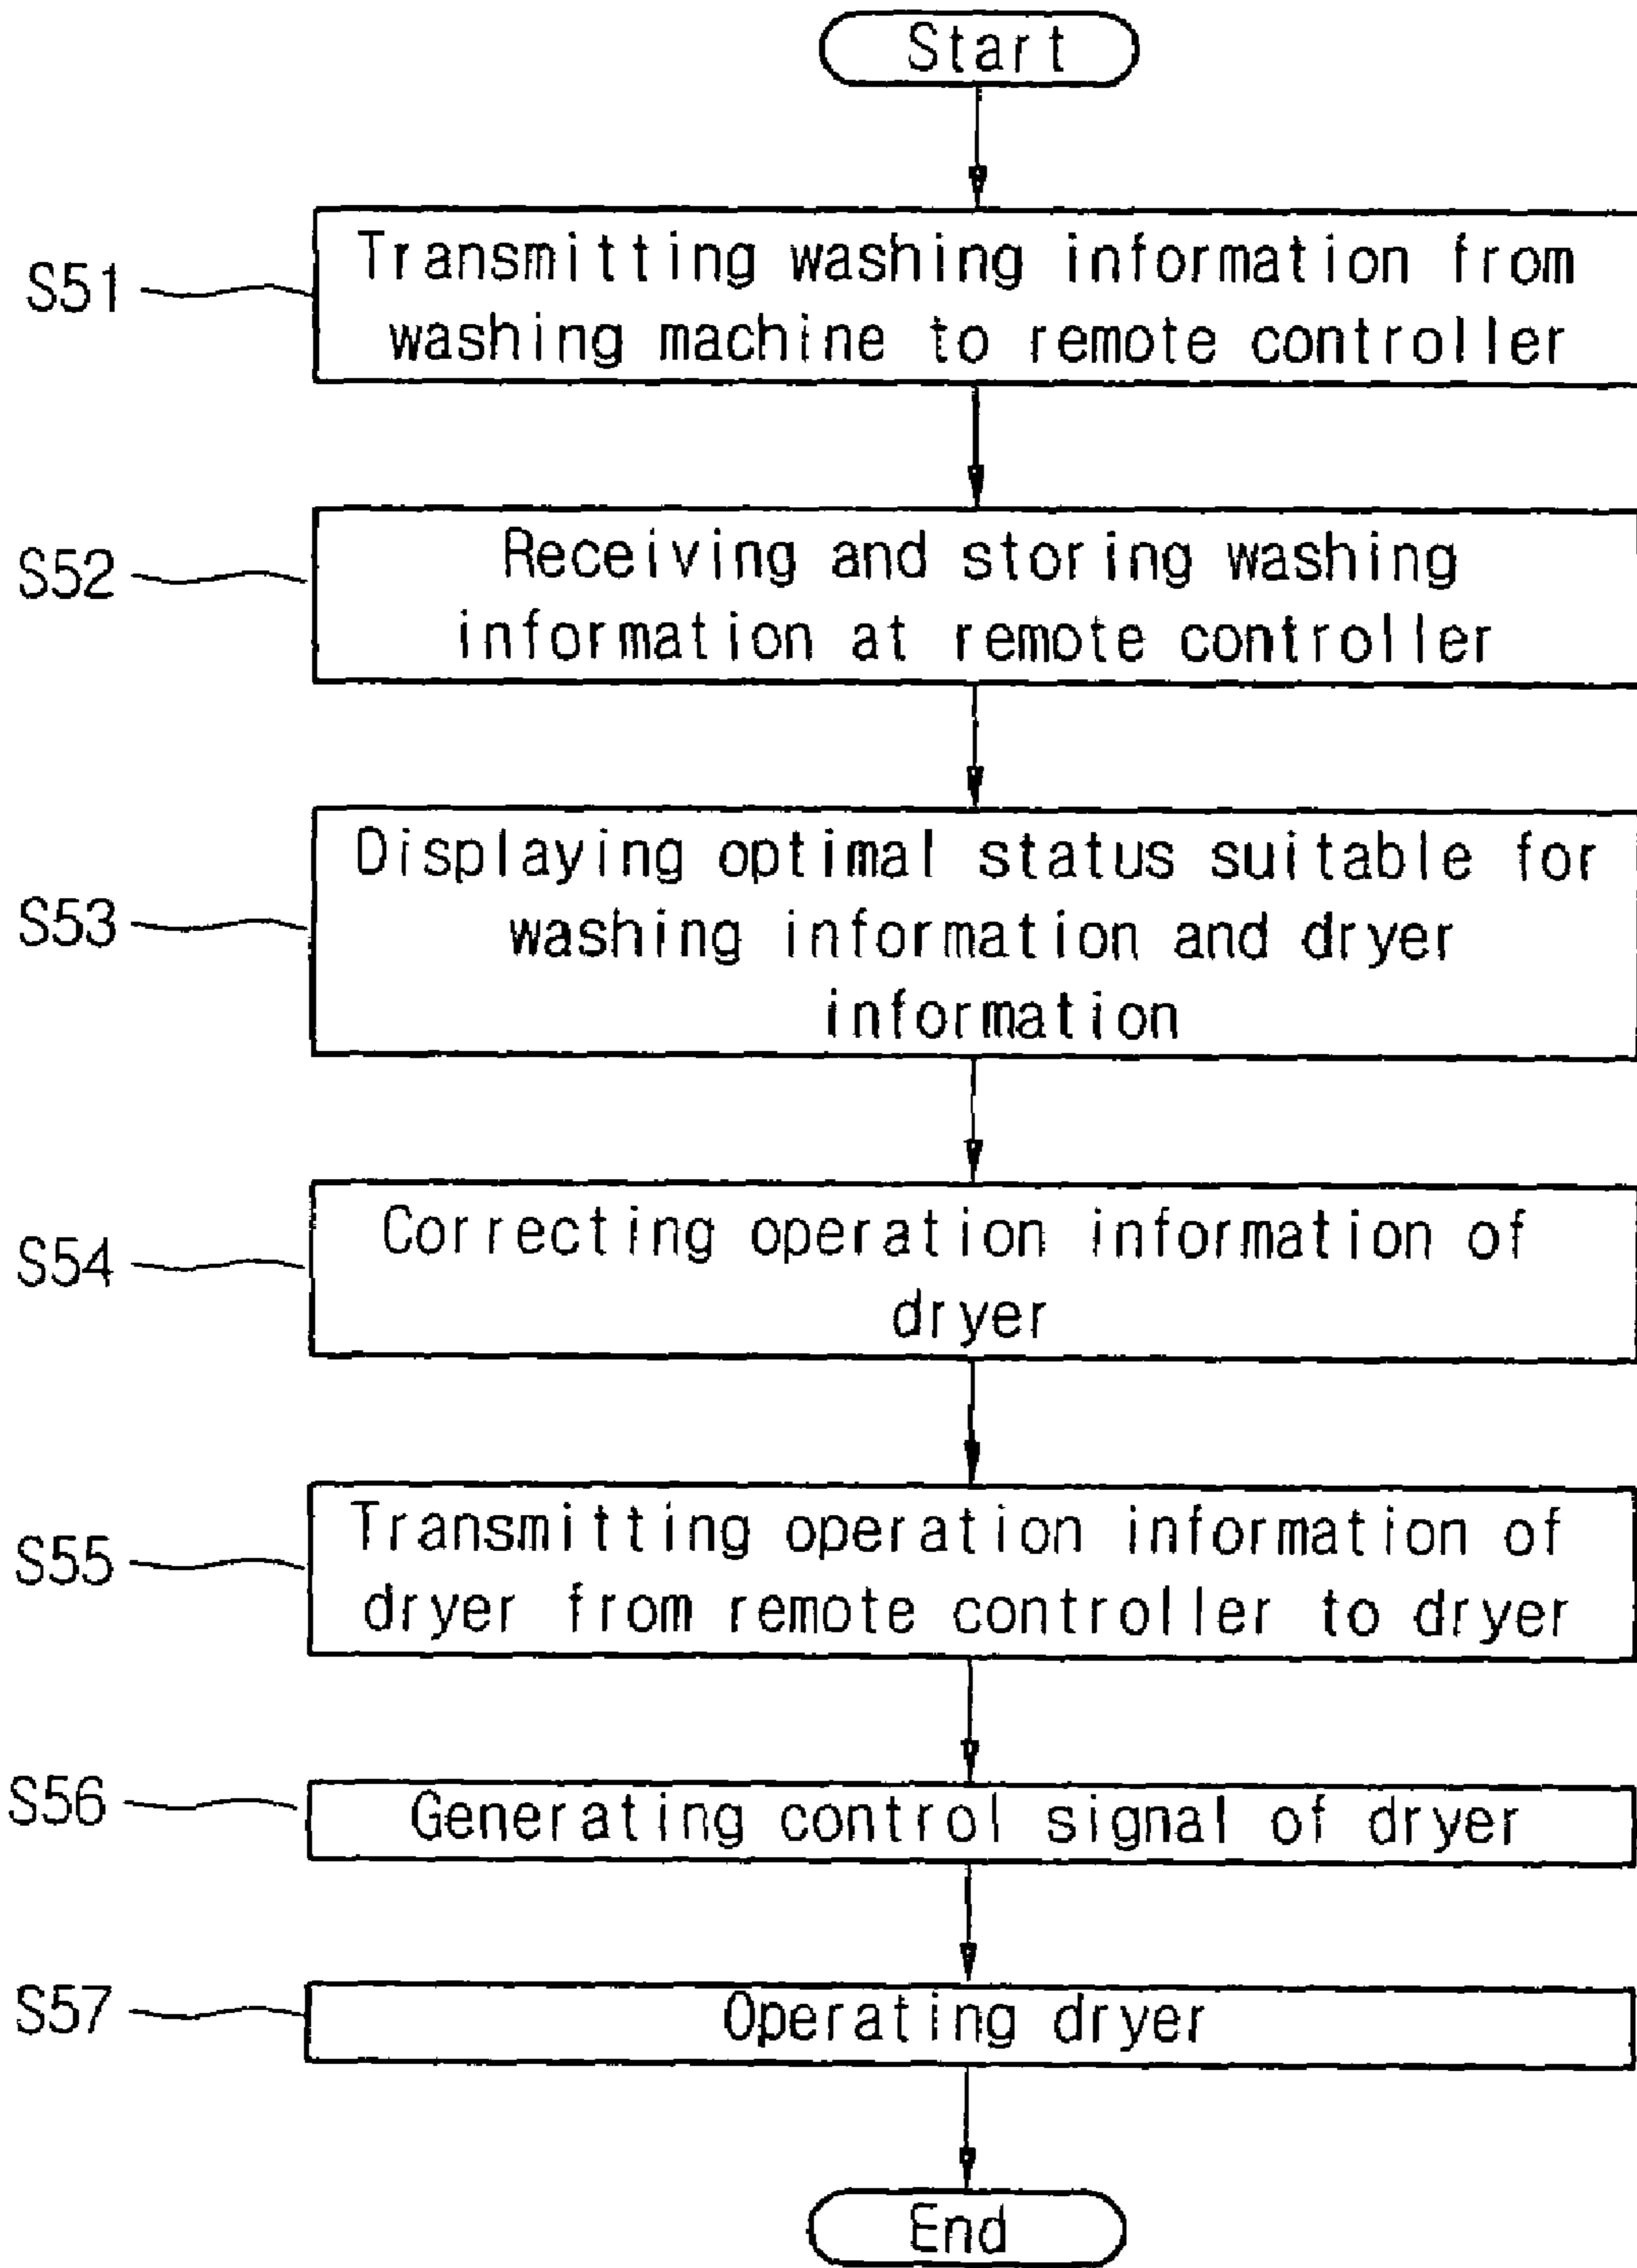 Start
S51
Transmitting washing information from
washing machine to remote controller
S52
Receiving and storing washing
information at remote controller
S53
Displaying optimal status suitable for
washing information and dryer
information
S54
Correcting operation information of
dryer
S55
Transmitting operation information of
dryer from remote controller to dryer
S56
Generating control signal of dryer
S57
Operating dryer
End